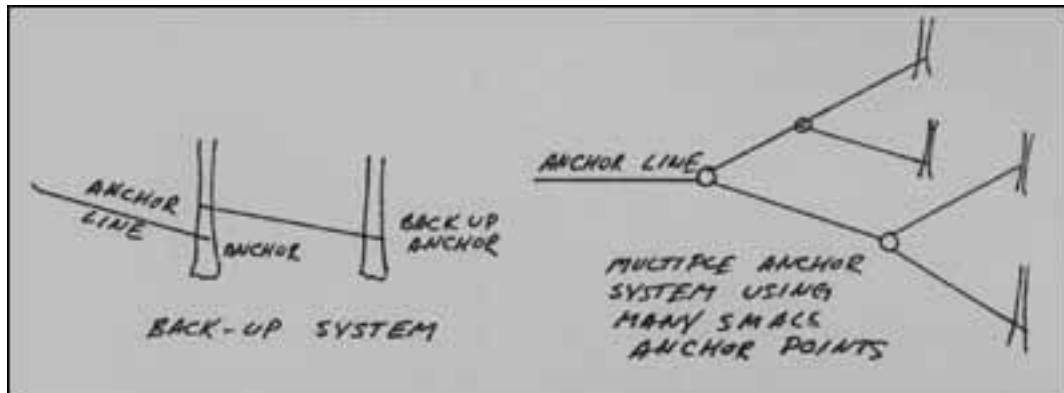 ANCHOR
LINE
ANCHOR
BACK UP
ANCHOR
BACK-UP SYSTEM
ANCHOR LINE
MULTIPLE ANCHOR
SYSTEM USING
MANY SMALL
ANCHOR POINTS